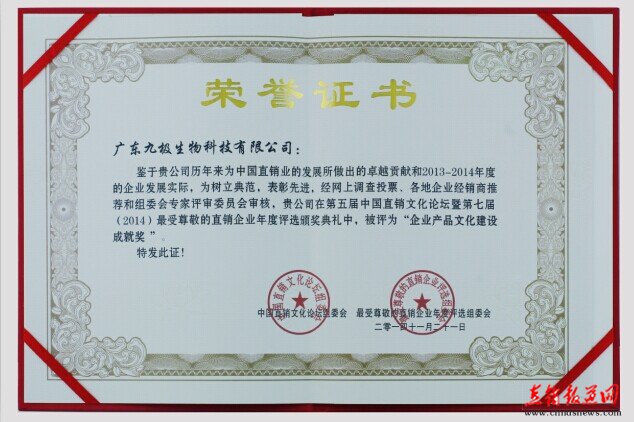 荣誉证书
广东九极生物科技有限公司：
鉴于贵公司历年来为中国直销业的发展所做出的卓越贡献和2013-2014年度
的企业发展实际，为树立典范，表彰先进，经网上调查投票、各地企业经销商推
荐和组委会专家评审委员会审核，贵公司在第五届中国直销文化论坛暨第七届
（2014）最受尊敬的直销企业年度评选颁奖典礼中，被评为“企业产品文化建设
成就奖”。
特发此证！
中国直销文化论坛组委会
最受尊敬的直销企业年度评选组委会
二零一四十一月二十一日
直销报道网
www.cnhdsnews.com